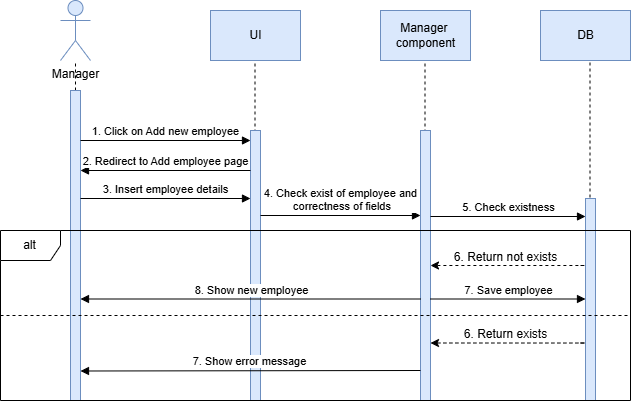 UI
Manager
component
DB
Manager
1. Click on Add new employee
2. Redirect to Add employee page
3. Insert employee details
4. Check exist of employee and
correctness of fields
5. Check existness
alt
6. Return not exists
8. Show new employee
7. Save employee
6. Return exists
7. Show error message